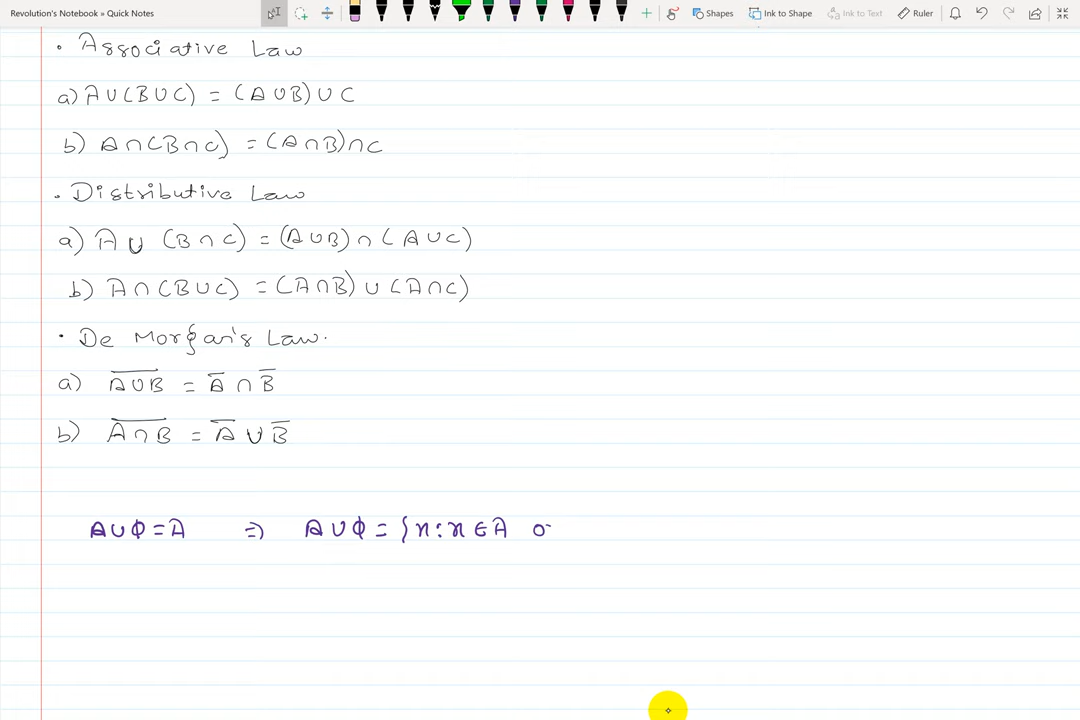 Revolution's Notebook » Quick Notes
Shapes
Ink to Shape
Ink to Text
Ruler
• Associative Law
a) A∪(B∪C) = (A∪B)∪C
b) A∩(B∩C) = (A∩B)∩C
• Distributive Law
a) A∪(B∩C) = (A∪B)∩(A∪C)
b) A∩(B∪C) = (A∩B)∪(A∩C)
• De Morgan's Law.
a) A̅∪̅B̅ = A̅ ∩ B̅
b) A̅∩̅B̅ = A̅ ∪ B̅
A∪Φ=A ⇒ A∪Φ = {x:x∈A o